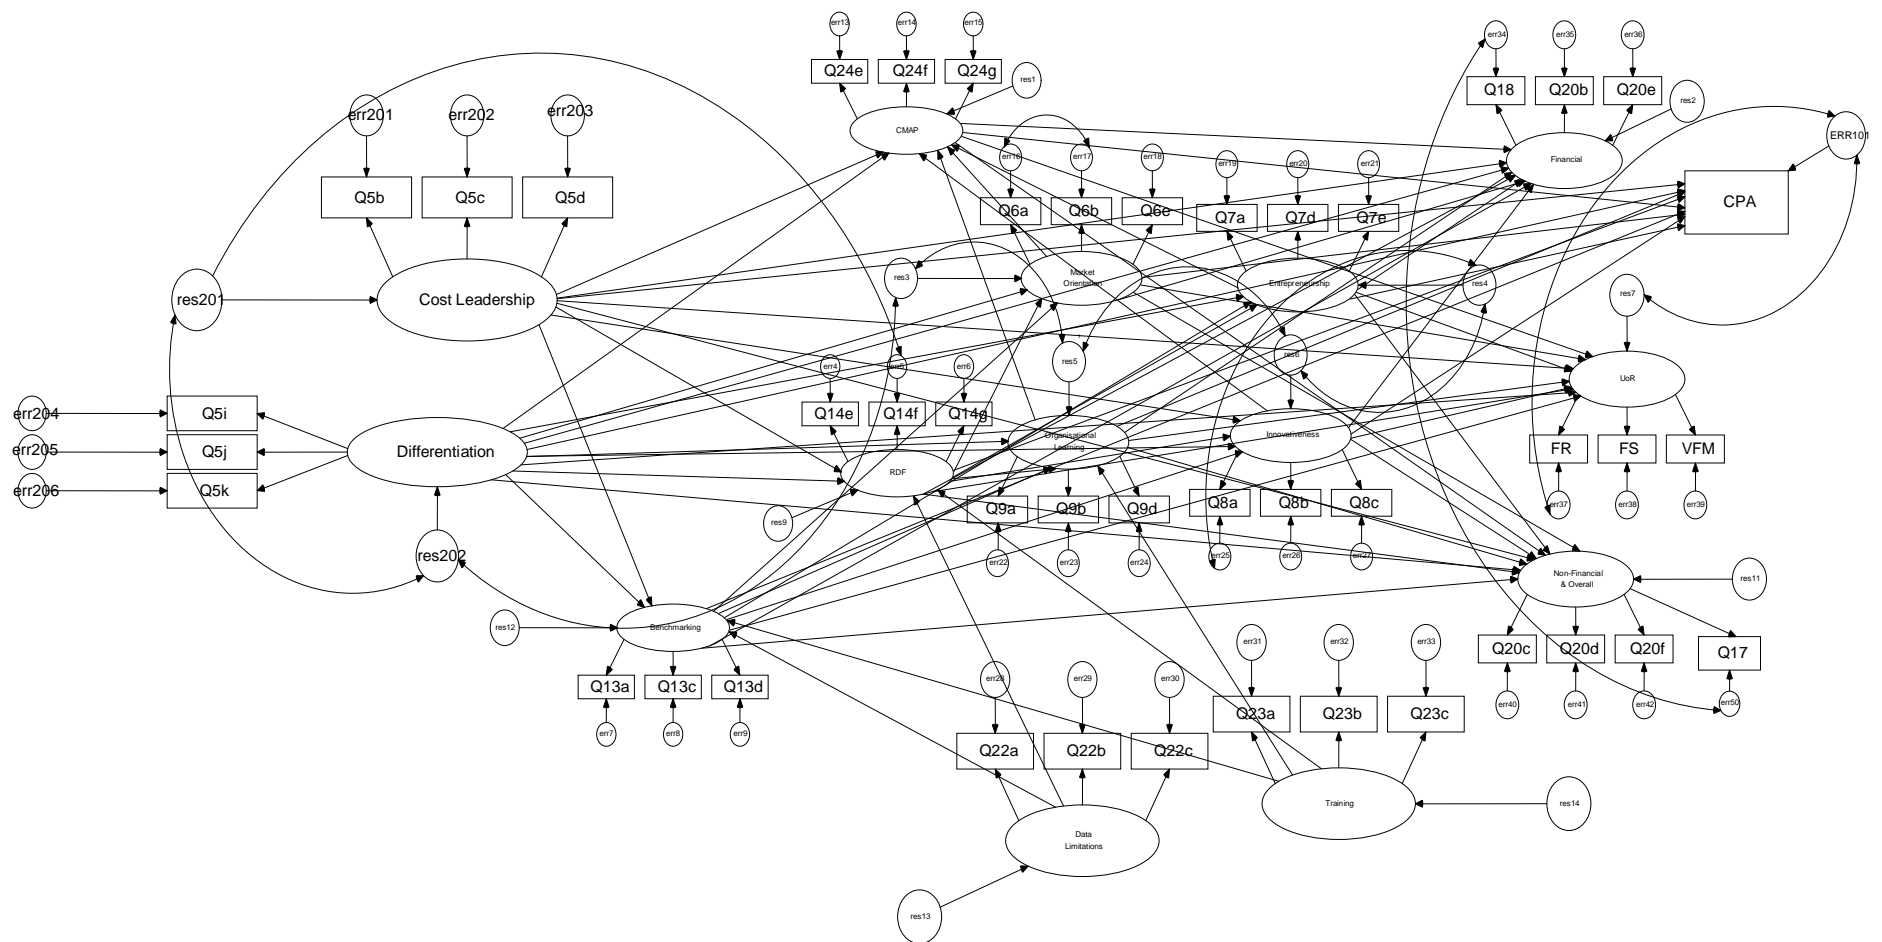 err13 err14 err15
err34 err35 err36
Q24e Q24f Q24g
res1
Q18 Q20b Q20e
res2
err201 err202 err203
CMAP
ERR101
err16 err17 err18 err19 err20 err21
Financial
Q5b Q5c Q5d
CPA
Q6a Q6b Q6e Q7a Q7d Q7e
res3
Market
Orientation
Entrepreneurship
res4
res7
res201
Cost Leadership
1
res5
res6
err4 err5 err6
UoR
err204
Q5i
Q14e Q14f Q14g
Organisational
Learning
Innovativeness
err205
Q5j
Differentiation
FR FS VFM
RDF
err206
Q5k
Q9a Q9b Q9d
Q8a Q8b Q8c
err37 err38 err39
res9
res202
err22 err23 err24
err25 err26 err27
Non-Financial
& Overall
res11
res12
Benchmarking
err31 err32 err33
Q20c Q20d Q20f Q17
Q13a Q13c Q13d
err28 err29 err30
err40 err41 err42 err50
Q23a Q23b Q23c
err7 err8 err9
Q22a Q22b Q22c
Training
res14
Data
Limitations
res13